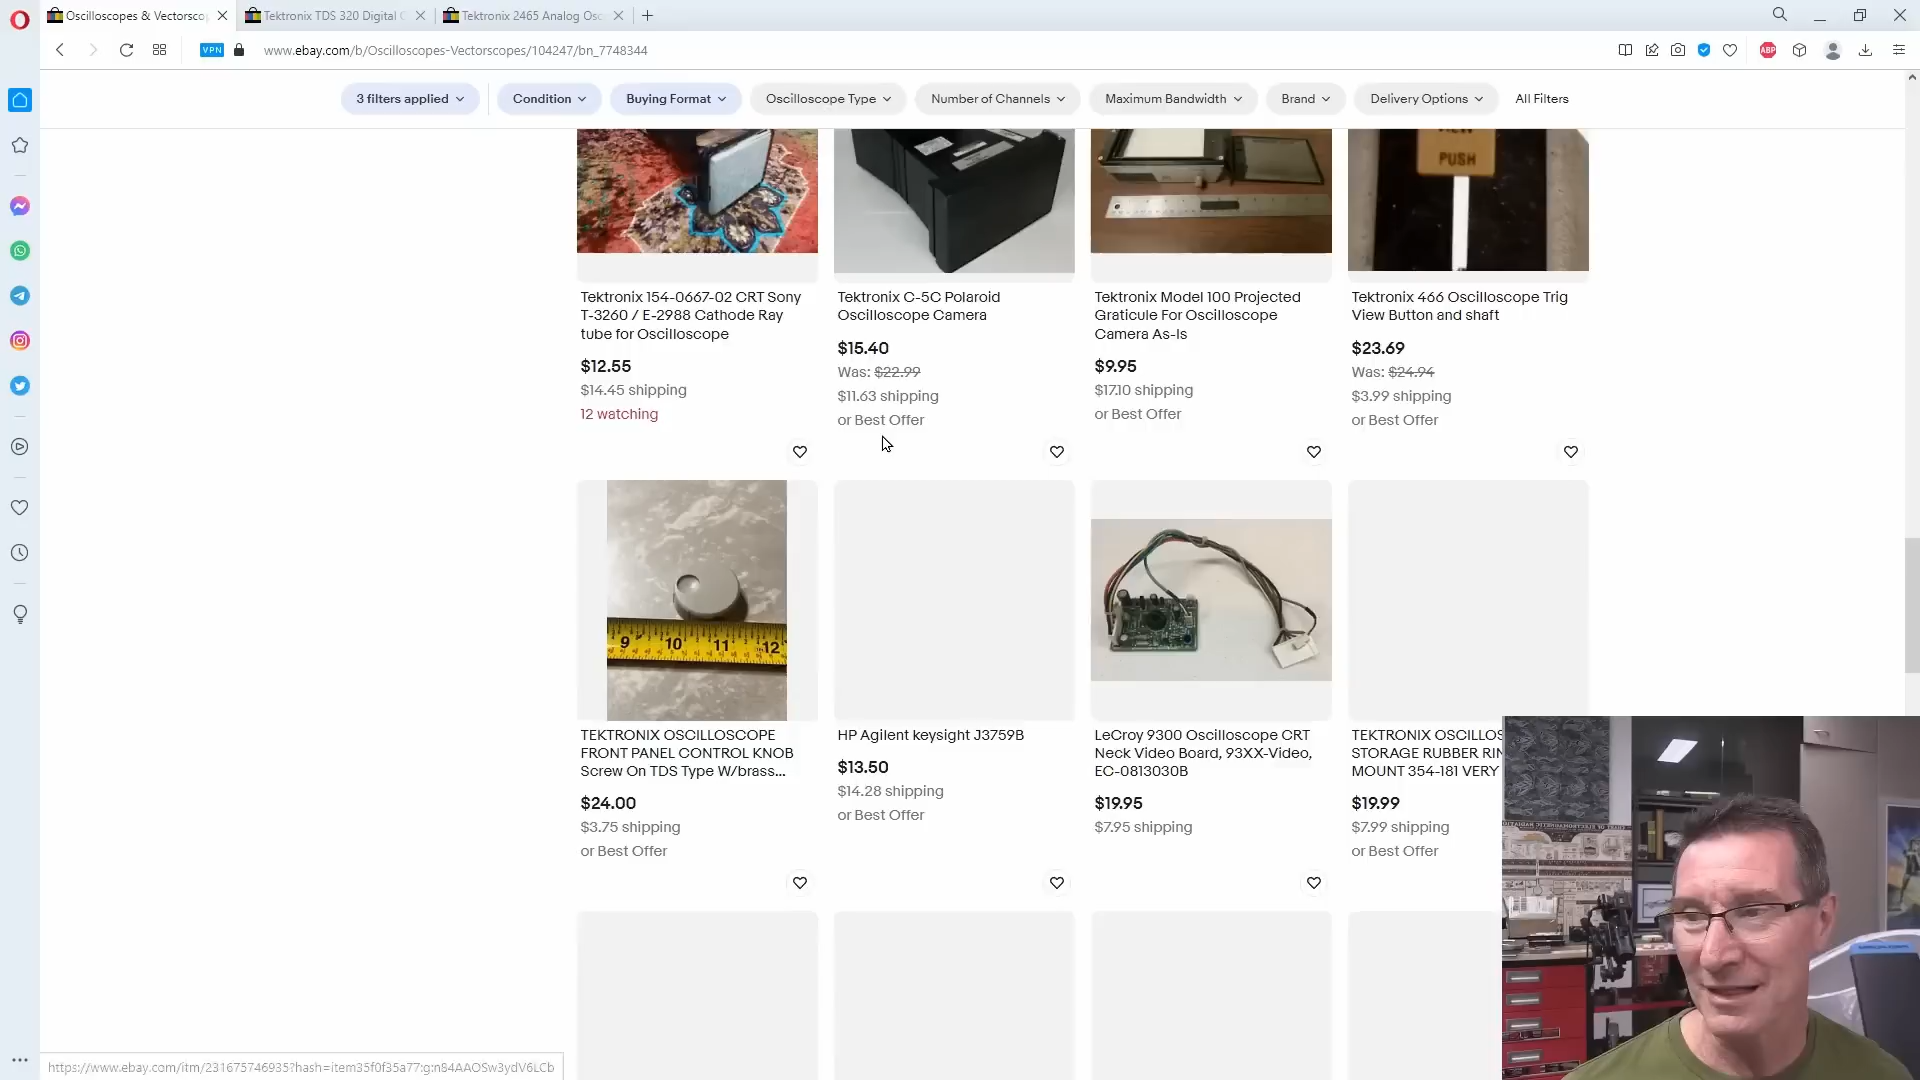 Oscilloscopes & Vectorsco
Tektronix TDS 320 Digital
Tektronix 2465 Analog Osc
VPN
www.ebay.com/b/Oscilloscopes-Vectorscopes/104247/bn_7748344
ABP
3 filters applied
Condition
Buying Format
Oscilloscope Type
Number of Channels
Maximum Bandwidth
Brand
Delivery Options
All Filters
PUSH
Tektronix 154-0667-02 CRT Sony
T-3260 / E-2988 Cathode Ray
tube for Oscilloscope
$12.55
$14.45 shipping
12 watching
Tektronix C-5C Polaroid
Oscilloscope Camera
$15.40
Was: $22.99
$11.63 shipping
or Best Offer
Tektronix Model 100 Projected
Graticule For Oscilloscope
Camera As-Is
$9.95
$17.10 shipping
or Best Offer
Tektronix 466 Oscilloscope Trig
View Button and shaft
$23.69
Was: $24.94
$3.99 shipping
or Best Offer
9 10 11 12
TEKTRONIX OSCILLOSCOPE
FRONT PANEL CONTROL KNOB
Screw On TDS Type W/brass...
$24.00
$3.75 shipping
or Best Offer
HP Agilent keysight J3759B
$13.50
$14.28 shipping
or Best Offer
LeCroy 9300 Oscilloscope CRT
Neck Video Board, 93XX-Video,
EC-0813030B
$19.95
$7.95 shipping
TEKTRONIX OSCILLOS
STORAGE RUBBER RIN
MOUNT 354-181 VERY
$19.99
$7.99 shipping
or Best Offer
https://www.ebay.com/itm/231675746935?hash=item35f0f35a77:g:n84AAOSw3ydV6LCb